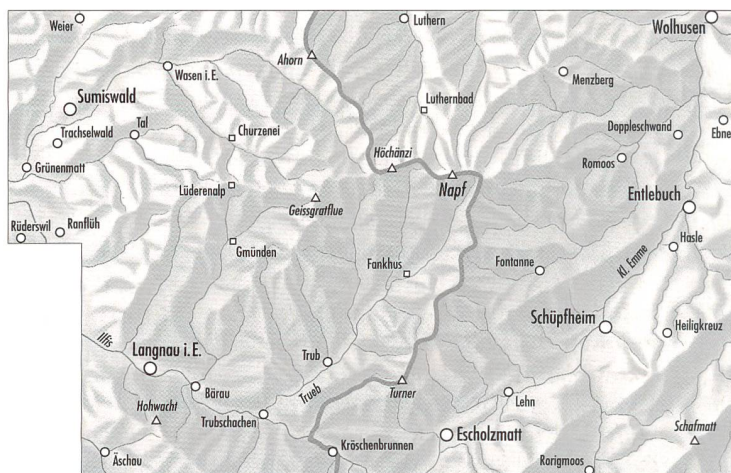 Weier
Luthern
Wolhusen
Ahorn
Wasen i.E.
Menzberg
Sumiswald
Luthernbad
Trachselwald
Tal
Churzenei
Doppleschwand
Ebne
Höchänzi
Romoos
Grünenmatt
Napf
Lüderenalp
Geissgratflue
Entlebuch
Rüderswil
Ranflüh
Gmünden
Hasle
Kl. Emme
Fankhus
Fontanne
Schüpfheim
Heiligkreuz
Ilfis
Langnau i.E.
Trub
Bärau
Trueb
Turner
Lehn
Hohwacht
Trubschachen
Escholzmatt
Schafmatt
Äschau
Kröschenbrunnen
Rorigmoos